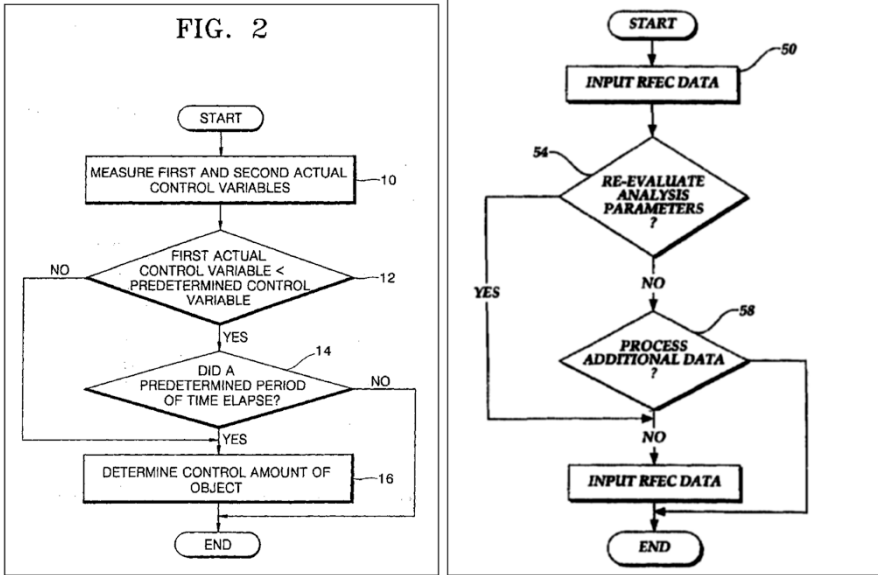 FIG. 2
START
MEASURE FIRST AND SECOND ACTUAL
CONTROL VARIABLES
10
FIRST ACTUAL
CONTROL VARIABLE <
PREDETERMINED CONTROL
VARIABLE
12
NO
YES
14
DID A
PREDETERMINED PERIOD
OF TIME ELAPSE?
NO
YES
DETERMINE CONTROL AMOUNT OF
OBJECT
16
END
START
50
INPUT RFEC DATA
54
RE-EVALUATE
ANALYSIS
PARAMETERS
?
YES
NO
58
PROCESS
ADDITIONAL DATA
?
NO
INPUT RFEC DATA
END